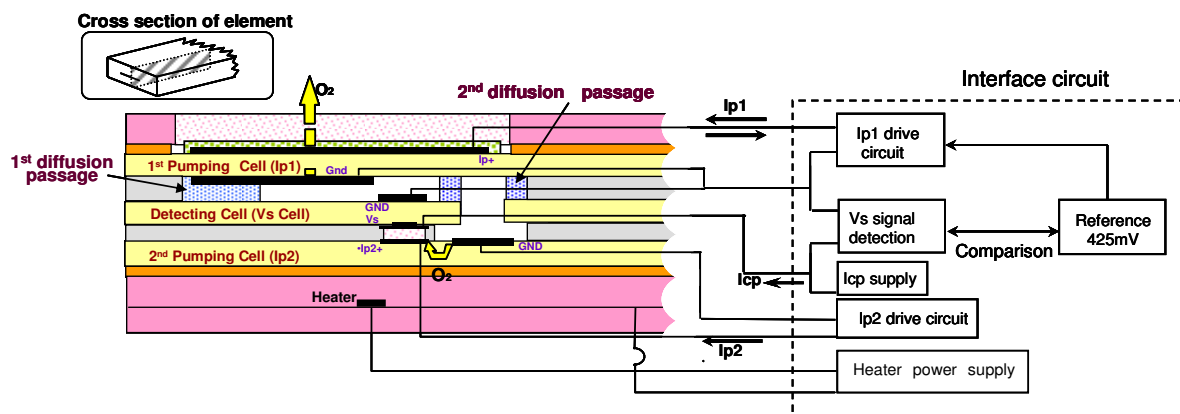 Cross section of element
O2
2nd diffusion passage
Interface circuit
Ip1
Ip1 drive
circuit
1st diffusion
passage
Ip+
1st Pumping Cell (Ip1)
Gnd
GND
Detecting Cell (Vs Cell)
Vs
Vs signal
detection
Reference
425mV
Comparison
•Ip2+
GND
2nd Pumping Cell (Ip2)
O2
Icp
Icp supply
Heater
Ip2 drive circuit
Ip2
Heater power supply